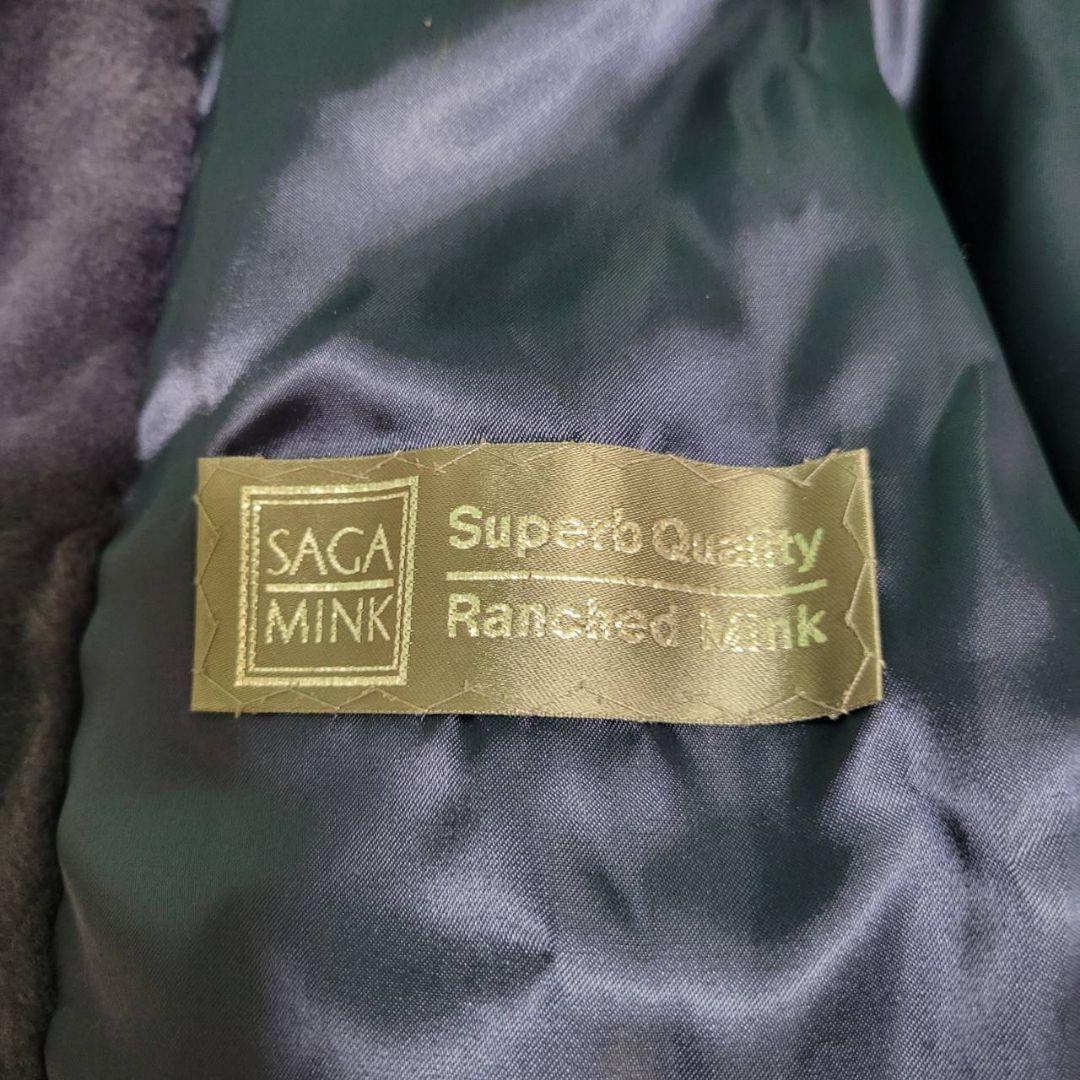 SAGA
MINK
Superb Quality
Ranched Mink